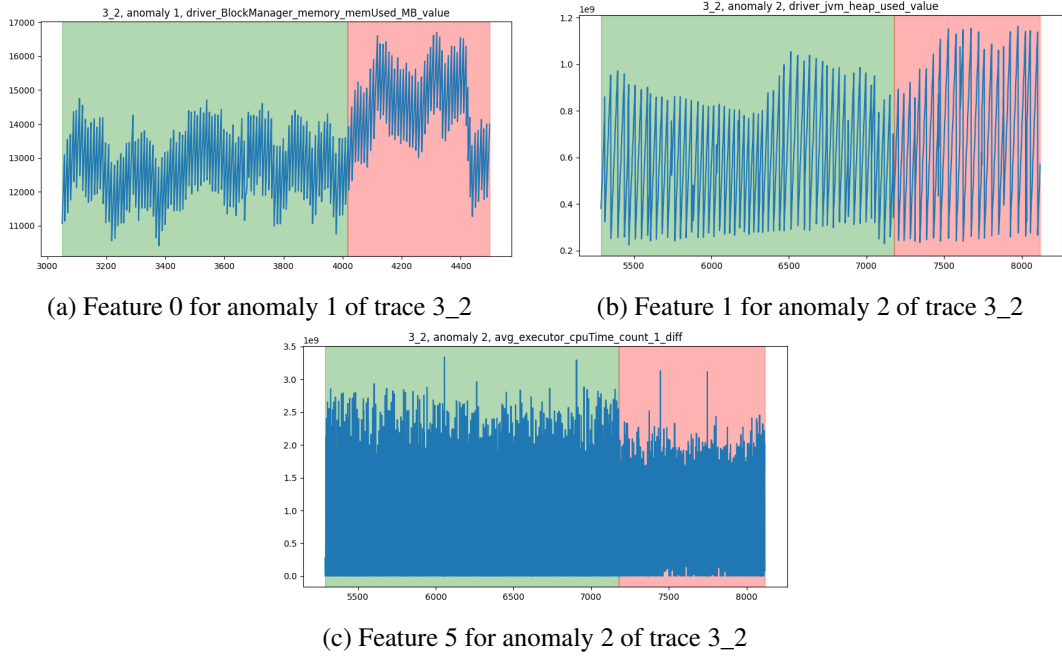 3_2, anomaly 1, driver_BlockManager_memory_memUsed_MB_value
17000
16000
15000
14000
13000
12000
11000
3000 3200 3400 3600 3800 4000 4200 4400
(a) Feature 0 for anomaly 1 of trace 3_2
3_2, anomaly 2, driver_jvm_heap_used_value
1e9
1.2
1.0
0.8
0.6
0.4
0.2
5500 6000 6500 7000 7500 8000
(b) Feature 1 for anomaly 2 of trace 3_2
3_2, anomaly 2, avg_executor_cpuTime_count_1_diff
1e9
3.5
3.0
2.5
2.0
1.5
1.0
0.5
0.0
5500 6000 6500 7000 7500 8000
(c) Feature 5 for anomaly 2 of trace 3_2